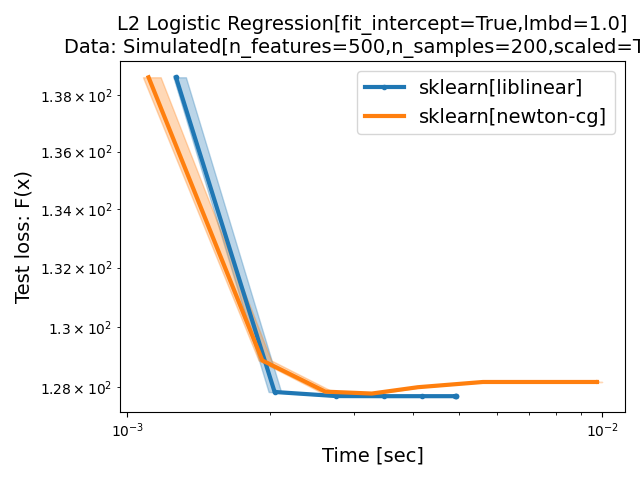 L2 Logistic Regression[fit_intercept=True,lmbd=1.0]
Data: Simulated[n_features=500,n_samples=200,scaled=T
sklearn[liblinear]
sklearn[newton-cg]
Test loss: F(x)
1.38 × 10²
1.36 × 10²
1.34 × 10²
1.32 × 10²
1.3 × 10²
1.28 × 10²
10⁻³
10⁻²
Time [sec]